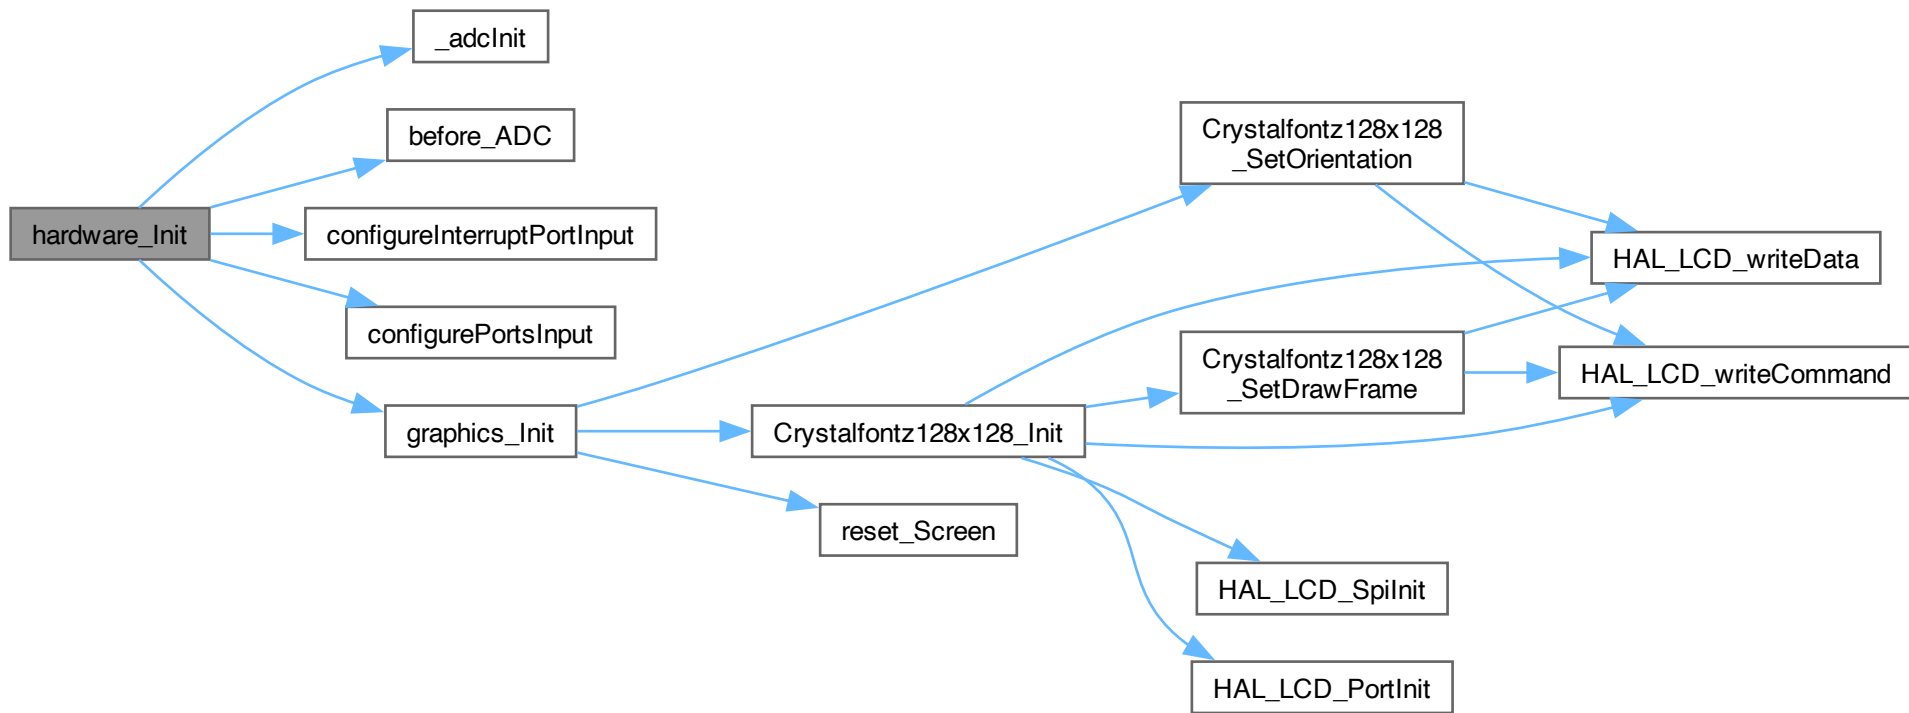 _adcInit
before_ADC
hardware_Init
configureInterruptPortInput
configurePortsInput
graphics_Init
Crystalfontz128x128_Init
reset_Screen
Crystalfontz128x128
_SetOrientation
Crystalfontz128x128
_SetDrawFrame
HAL_LCD_SpiInit
HAL_LCD_PortInit
HAL_LCD_writeData
HAL_LCD_writeCommand